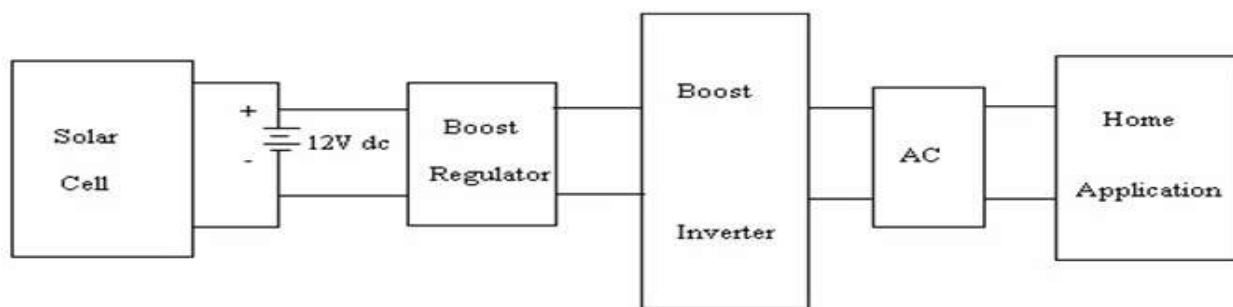 Solar
Cell
+
-
12V dc
Boost
Regulator
Boost
Inverter
AC
Home
Application